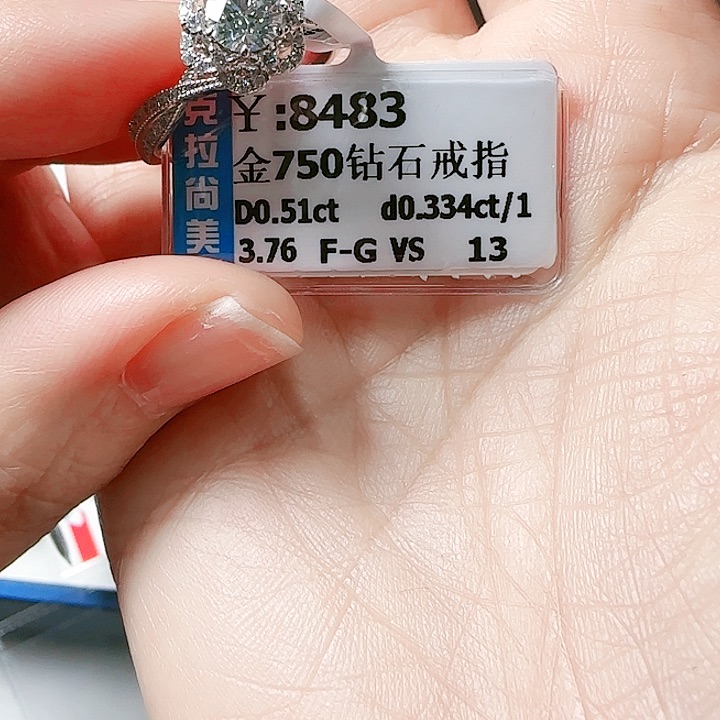 克拉尚美
￥:8483
金750钻石戒指
D0.51ct d0.334ct/1
3.76 F-G VS 13